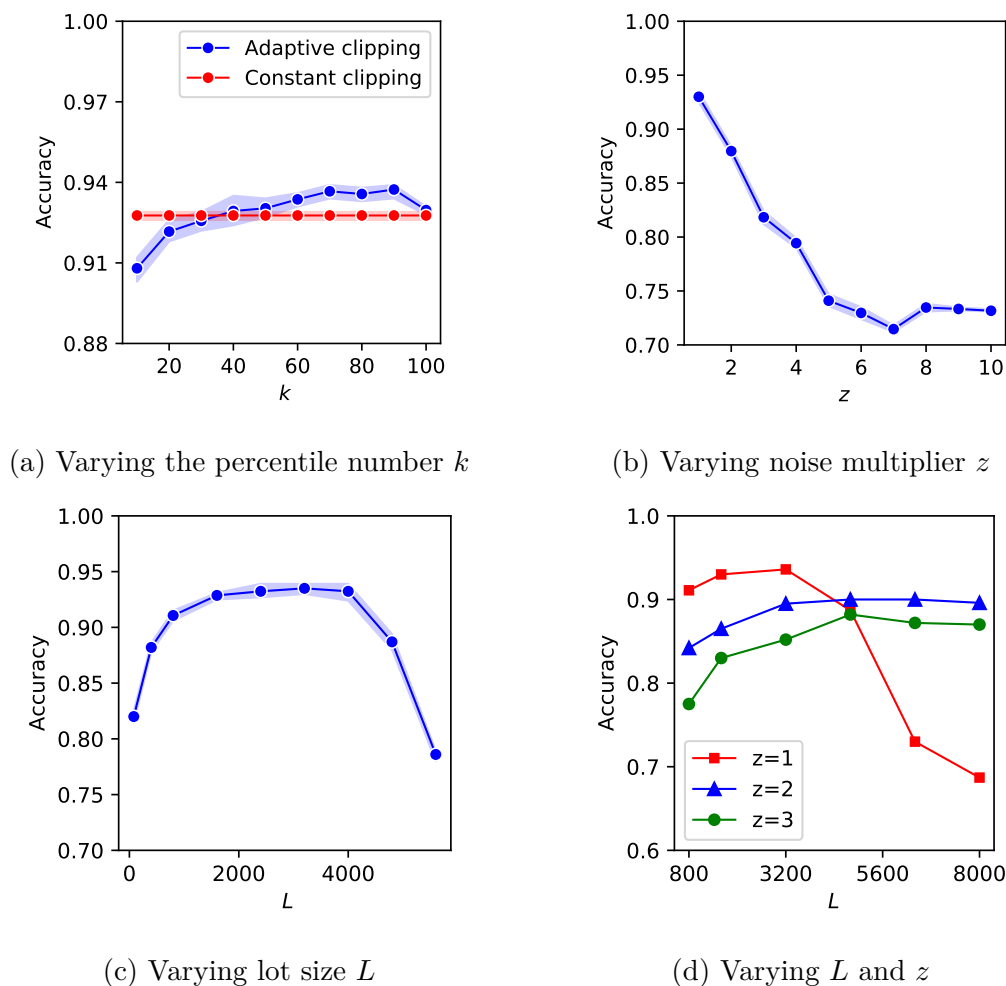 1.00
0.97
0.94
0.91
0.88
Accuracy
Adaptive clipping
Constant clipping
20 40 60 80 100
k
(a) Varying the percentile number k
1.00
0.95
0.90
0.85
0.80
0.75
0.70
Accuracy
2 4 6 8 10
z
(b) Varying noise multiplier z
1.00
0.95
0.90
0.85
0.80
0.75
0.70
Accuracy
0 2000 4000
L
(c) Varying lot size L
1.0
0.9
0.8
0.7
0.6
Accuracy
z=1
z=2
z=3
800 3200 5600 8000
L
(d) Varying L and z